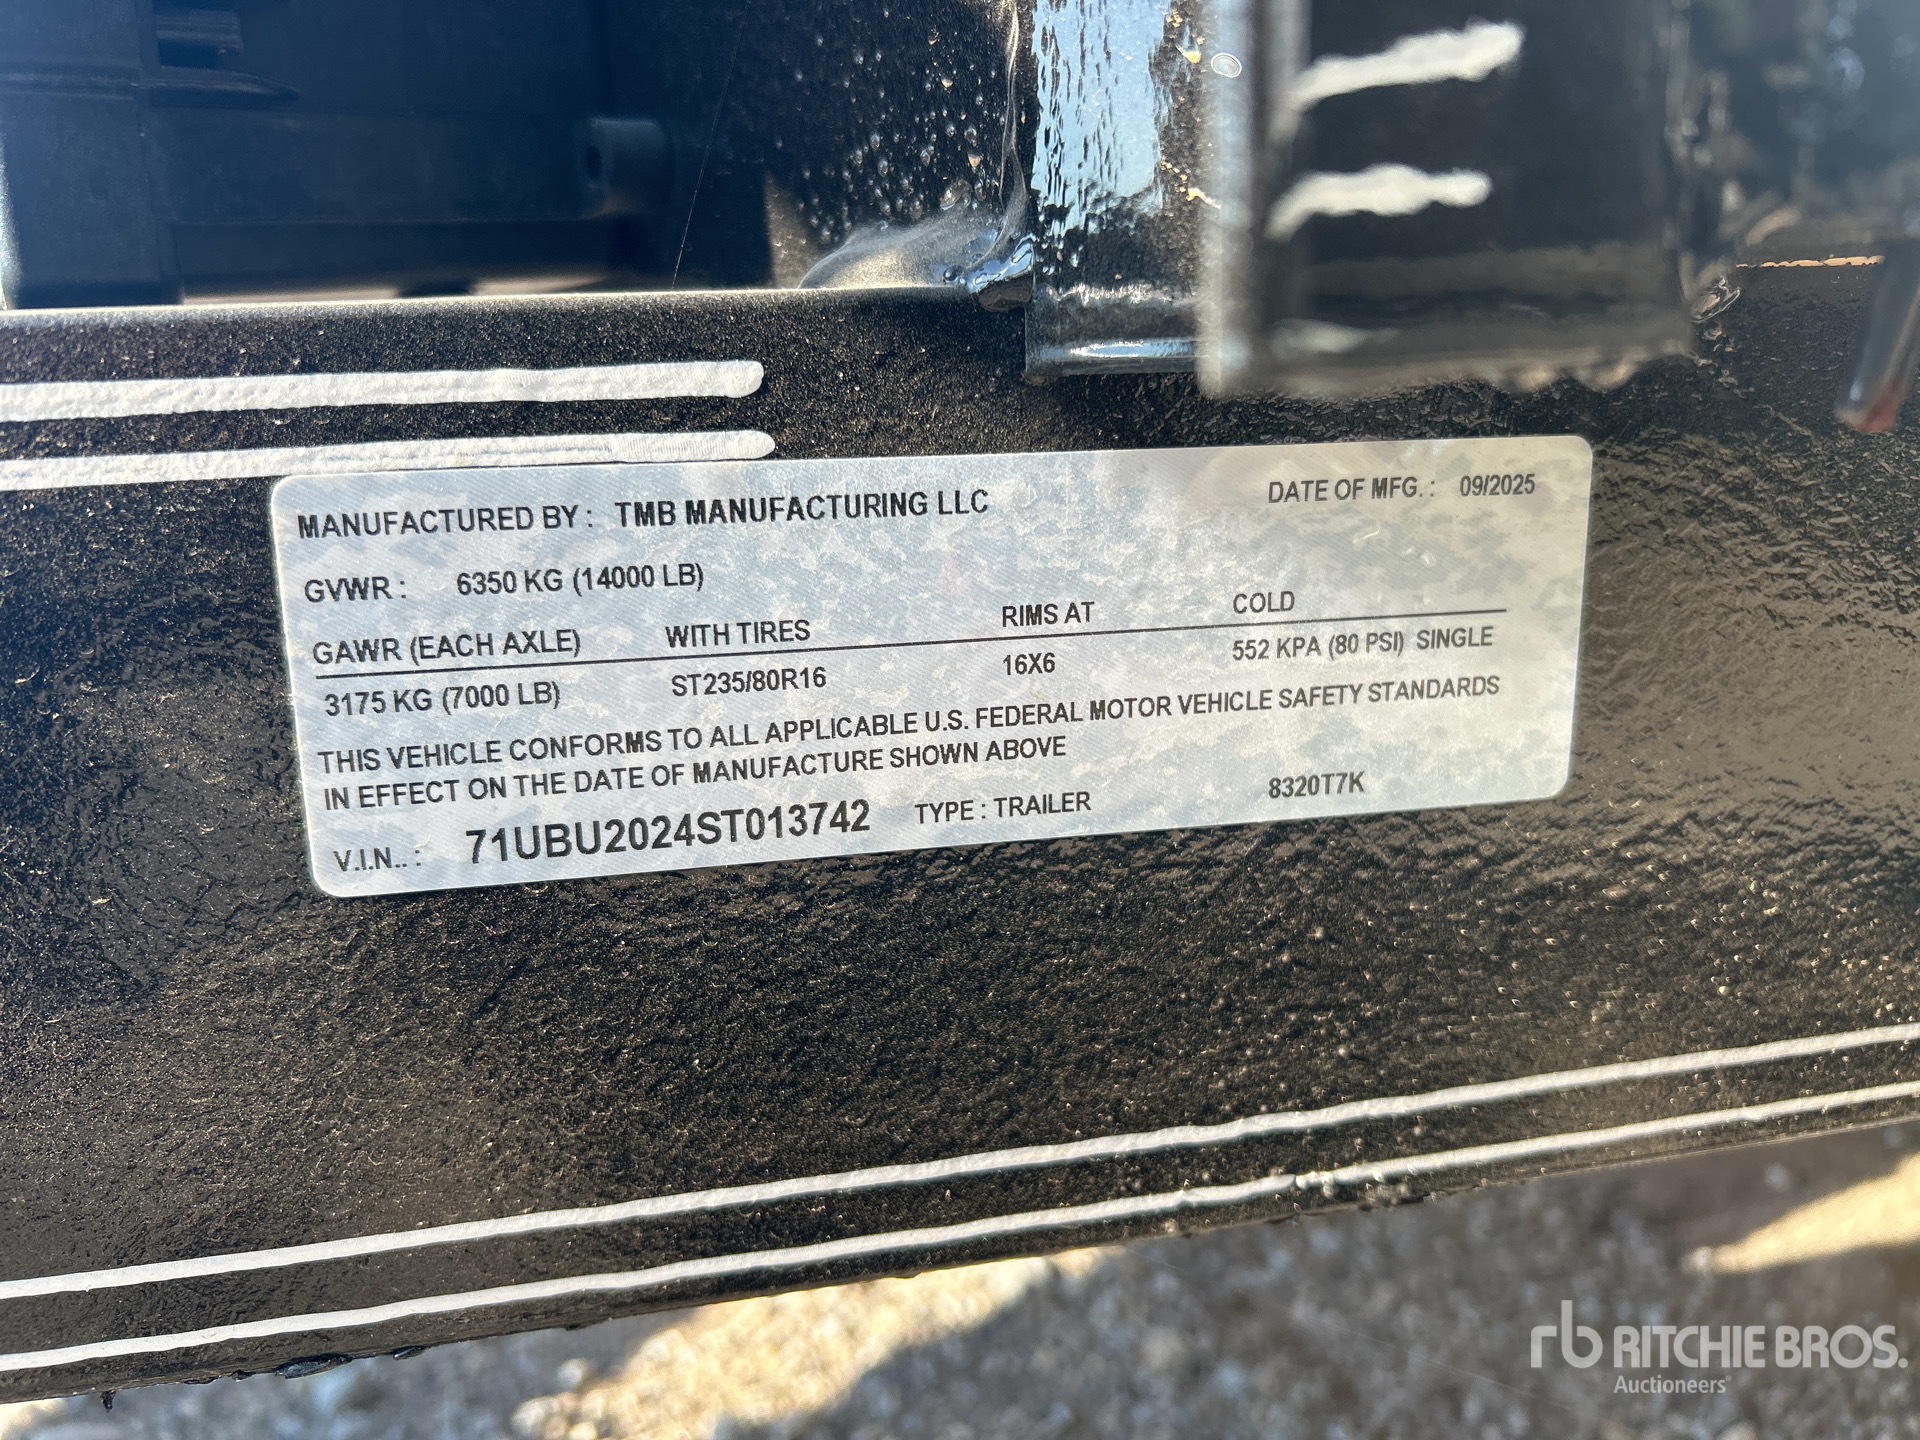 MANUFACTURED BY : TMB MANUFACTURING LLC DATE OF MFG. : 09/2025
GVWR : 6350 KG (14000 LB)
GAWR (EACH AXLE) WITH TIRES RIMS AT COLD
3175 KG (7000 LB) ST235/80R16 16X6 552 KPA (80 PSI) SINGLE
THIS VEHICLE CONFORMS TO ALL APPLICABLE U.S. FEDERAL MOTOR VEHICLE SAFETY STANDARDS
IN EFFECT ON THE DATE OF MANUFACTURE SHOWN ABOVE
V.I.N.. : 71UBU2024ST013742 TYPE : TRAILER 8320T7K
rb RITCHIE BROS.
Auctioneers